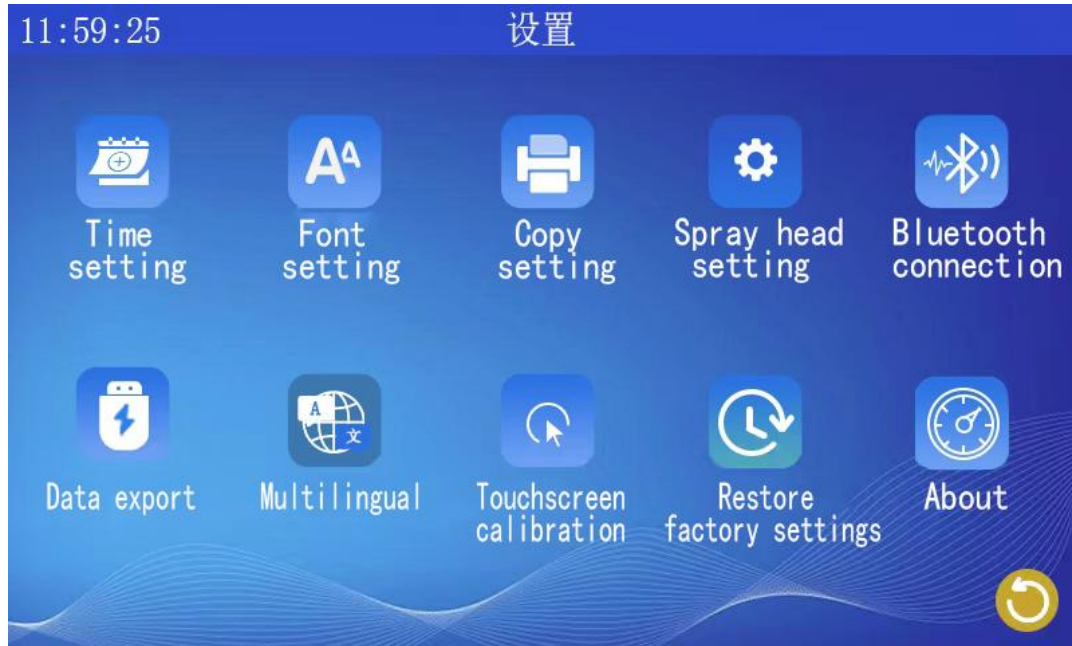 11:59:25
设置
Time
setting
Font
setting
Copy
setting
Spray head
setting
Bluetooth
connection
A
文
Data export
Multilingual
Touchscreen
calibration
Restore
factory settings
About